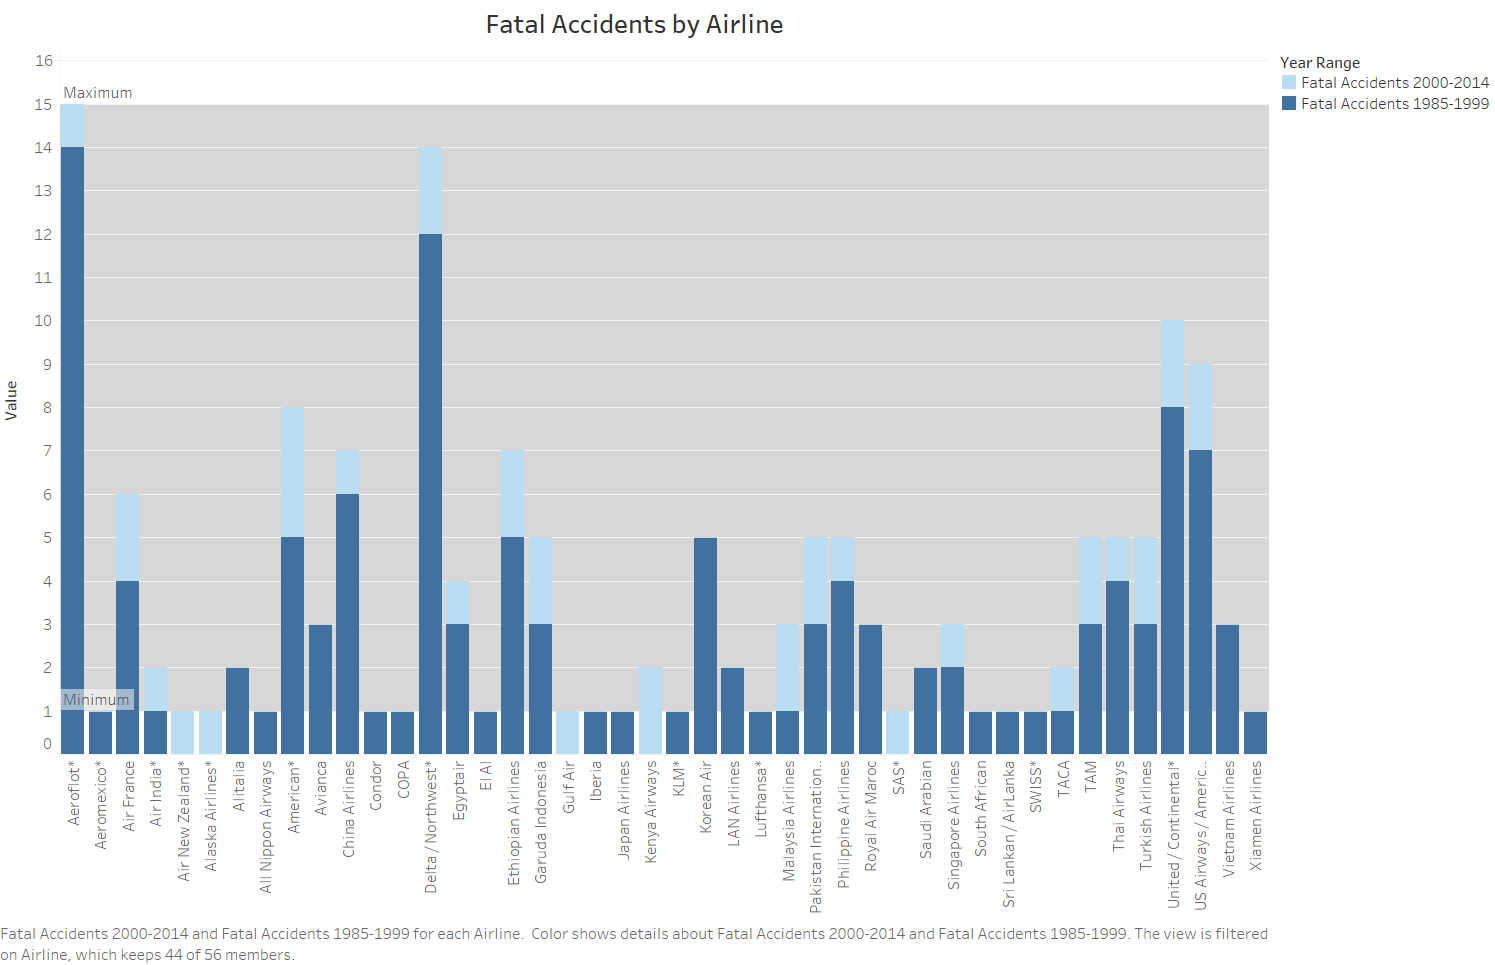 Fatal Accidents by Airline
Year Range
Fatal Accidents 2000-2014
Fatal Accidents 1985-1999
Value
16
15
14
13
12
11
10
9
8
7
6
5
4
3
2
1
0
Maximum
Minimum
Aeroflot*
Aeromexico*
Air France
Air India*
Air New Zealand*
Alaska Airlines*
Alitalia
All Nippon Airways
American*
Avianca
China Airlines
Condor
COPA
Delta / Northwest*
Egyptair
El Al
Ethiopian Airlines
Garuda Indonesia
Gulf Air
Iberia
Japan Airlines
Kenya Airways
KLM*
Korean Air
LAN Airlines
Lufthansa*
Malaysia Airlines
Pakistan Internation..
Philippine Airlines
Royal Air Maroc
SAS*
Saudi Arabian
Singapore Airlines
South African
Sri Lankan / AirLanka
SWISS*
TACA
TAM
Thai Airways
Turkish Airlines
United / Continental*
US Airways / Americ..
Vietnam Airlines
Xiamen Airlines
Fatal Accidents 2000-2014 and Fatal Accidents 1985-1999 for each Airline.  Color shows details about Fatal Accidents 2000-2014 and Fatal Accidents 1985-1999. The view is filtered
on Airline, which keeps 44 of 56 members.